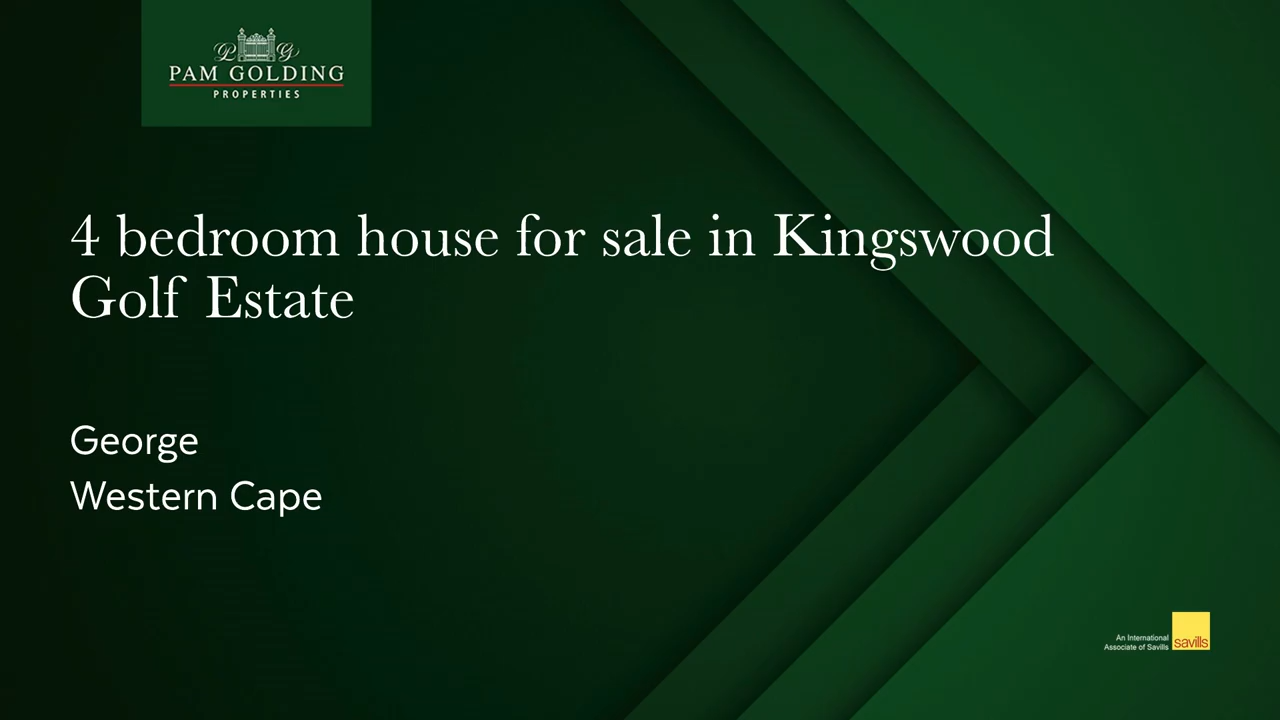 P G
PAM GOLDING
PROPERTIES
4 bedroom house for sale in Kingswood
Golf Estate
George
Western Cape
An International
Associate of Savills
savills